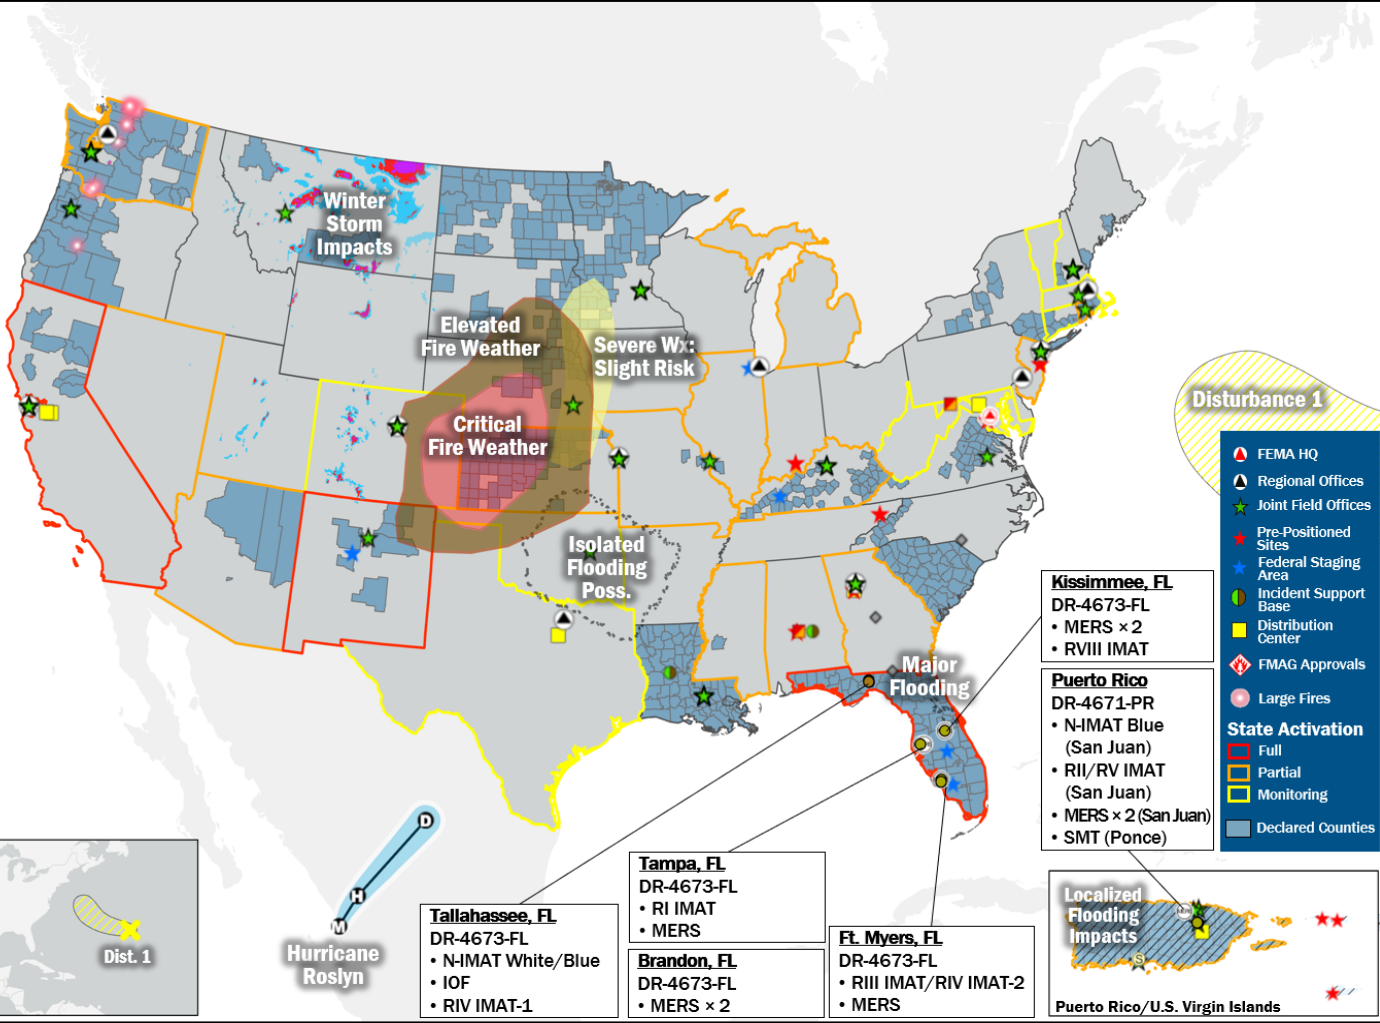 Winter
Storm
Impacts
Elevated
Fire Weather
Severe Wx:
Slight Risk
Critical
Fire Weather
Isolated
Flooding
Poss.
Major
Flooding
Disturbance 1
FEMA HQ
Regional Offices
Joint Field Offices
Pre-Positioned
Sites
Federal Staging
Area
Incident Support
Base
Distribution
Center
FMAG Approvals
Large Fires
State Activation
Full
Partial
Monitoring
Declared Counties
Kissimmee, FL
DR-4673-FL
• MERS × 2
• RVIII IMAT
Puerto Rico
DR-4671-PR
• N-IMAT Blue
(San Juan)
• RII/RV IMAT
(San Juan)
• MERS × 2 (San Juan)
• SMT (Ponce)
D
H
M
Hurricane
Roslyn
Dist. 1
Tallahassee, FL
DR-4673-FL
• N-IMAT White/Blue
• IOF
• RIV IMAT-1
Tampa, FL
DR-4673-FL
• RI IMAT
• MERS
Brandon, FL
DR-4673-FL
• MERS × 2
Ft. Myers, FL
DR-4673-FL
• RIII IMAT/RIV IMAT-2
• MERS
Localized
Flooding
Impacts
S
Puerto Rico/U.S. Virgin Islands